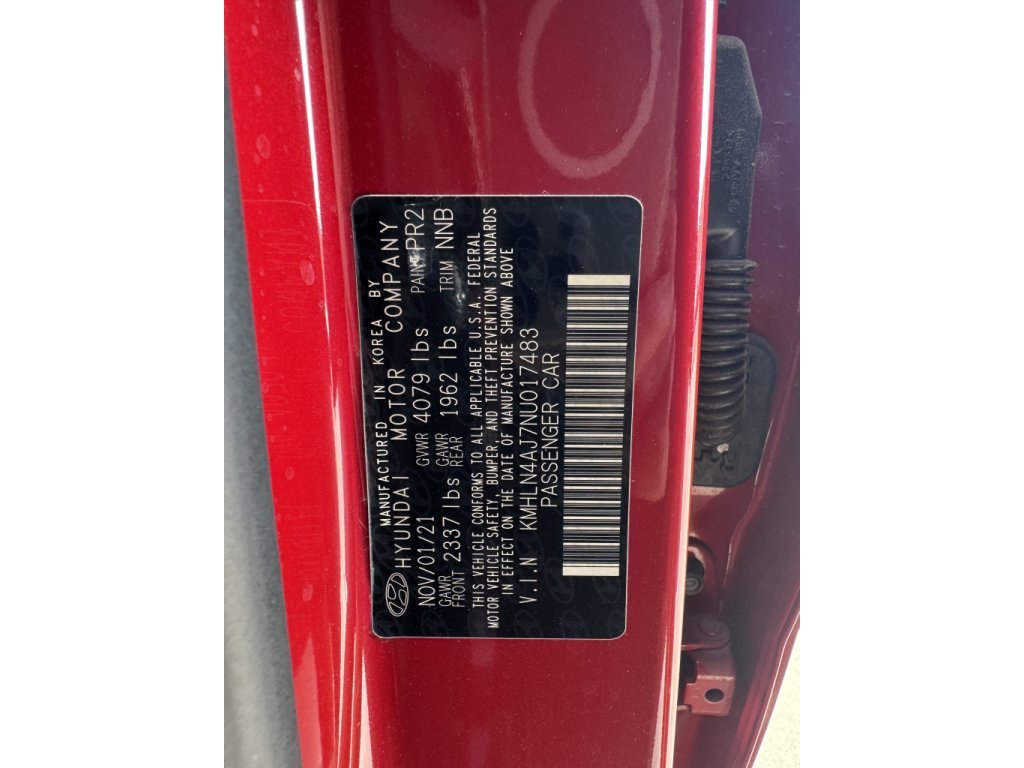 MANUFACTURED IN KOREA BY
HYUNDAI MOTOR COMPANY
NOV/01/21 GVWR 4079 lbs PAINT PR2
GAWR FRONT 2337 lbs GAWR REAR 1962 lbs TRIM NNB
THIS VEHICLE CONFORMS TO ALL APPLICABLE U.S.A. FEDERAL
MOTOR VEHICLE SAFETY, BUMPER, AND THEFT PREVENTION STANDARDS
IN EFFECT ON THE DATE OF MANUFACTURE SHOWN ABOVE
V.I.N KMHLN4AJ7NU017483
PASSENGER CAR